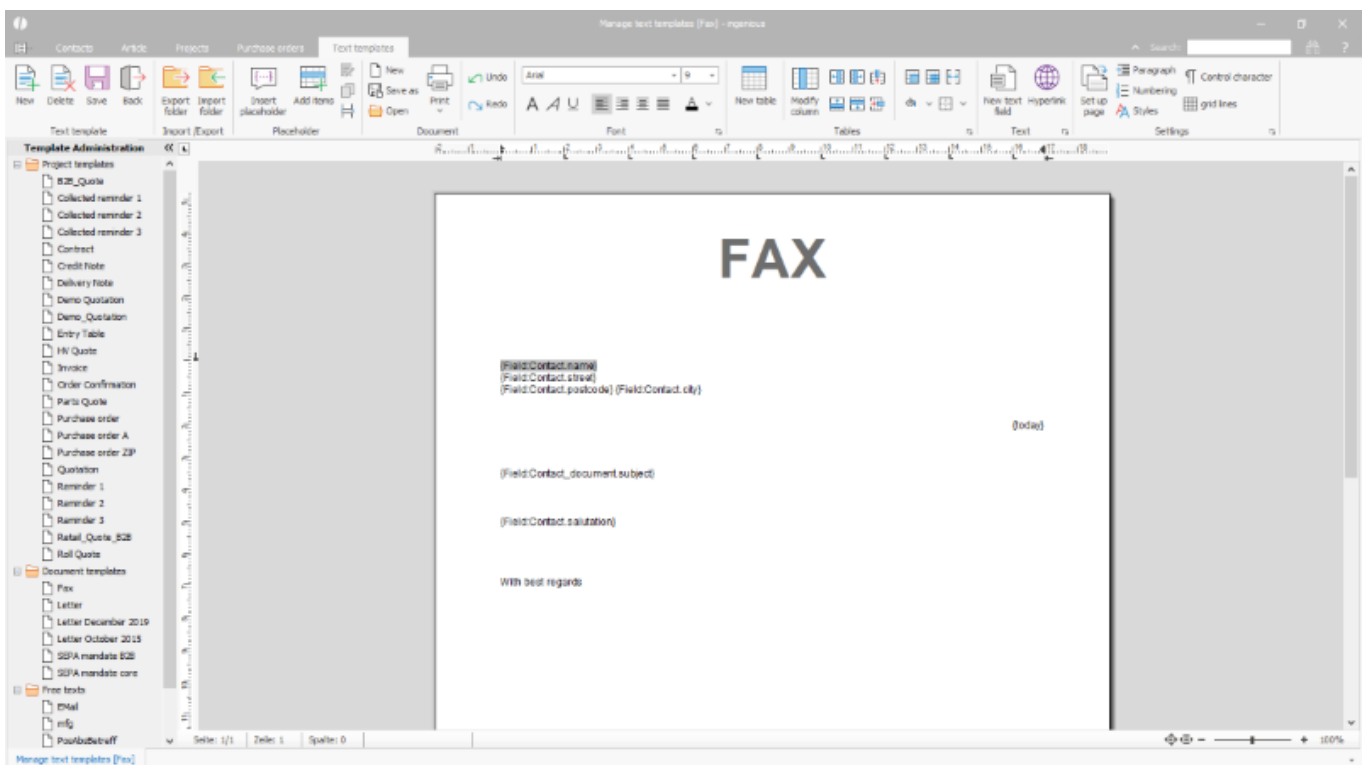 Manage text templates [Fax] - ingenious
Contacts Article Projects Purchase orders Text templates
Search:
?
New Delete Save Back
Export folder Import folder
Insert placeholder Add items
New
Save as
Open
Print
Undo
Redo
Arial 9
A A U
A
New table
Modify column
New text field Hyperlink
Set up page
Paragraph
Numbering
Styles
Control character
grid lines
Text template Import /Export Placeholder Document Font Tables Text Settings
Template Administration
Project templates
B2B_Quote
Collected reminder 1
Collected reminder 2
Collected reminder 3
Contract
Credit Note
Delivery Note
Demo Quotation
Demo_Quotation
Entry Table
HV Quote
Invoice
Order Confirmation
Parts Quote
Purchase order
Purchase order A
Purchase order ZIP
Quotation
Reminder 1
Reminder 2
Reminder 3
Retail_Quote_B2B
Roll Quote
Document templates
Fax
Letter
Letter December 2019
Letter October 2015
SEPA mandate B2B
SEPA mandate core
Free texts
EMail
mfg
PosAbsBetreff
FAX
{Field:Contact.name}
{Field:Contact.street}
{Field:Contact.postcode} {Field:Contact.city}
{today}
{Field:Contact_document.subject}
{Field:Contact.salutation}
With best regards
Seite: 1/1 Zeile: 1 Spalte: 0
100%
Manage text templates [Fax]